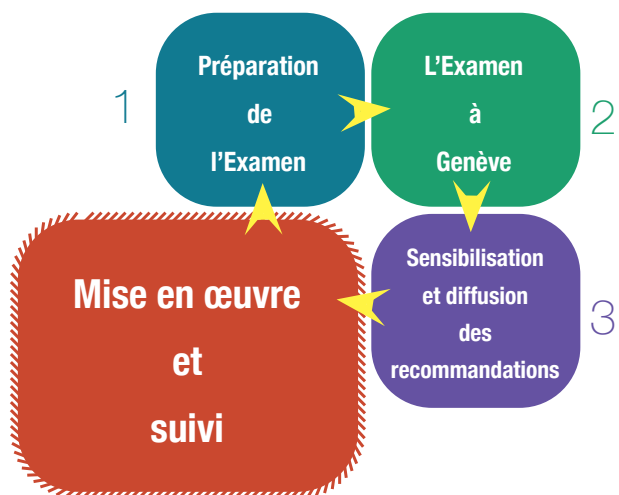 1
Préparation
de
l'Examen
L'Examen
à
Genève
2
Sensibilisation
et diffusion
des
recommandations
3
Mise en œuvre
et
suivi